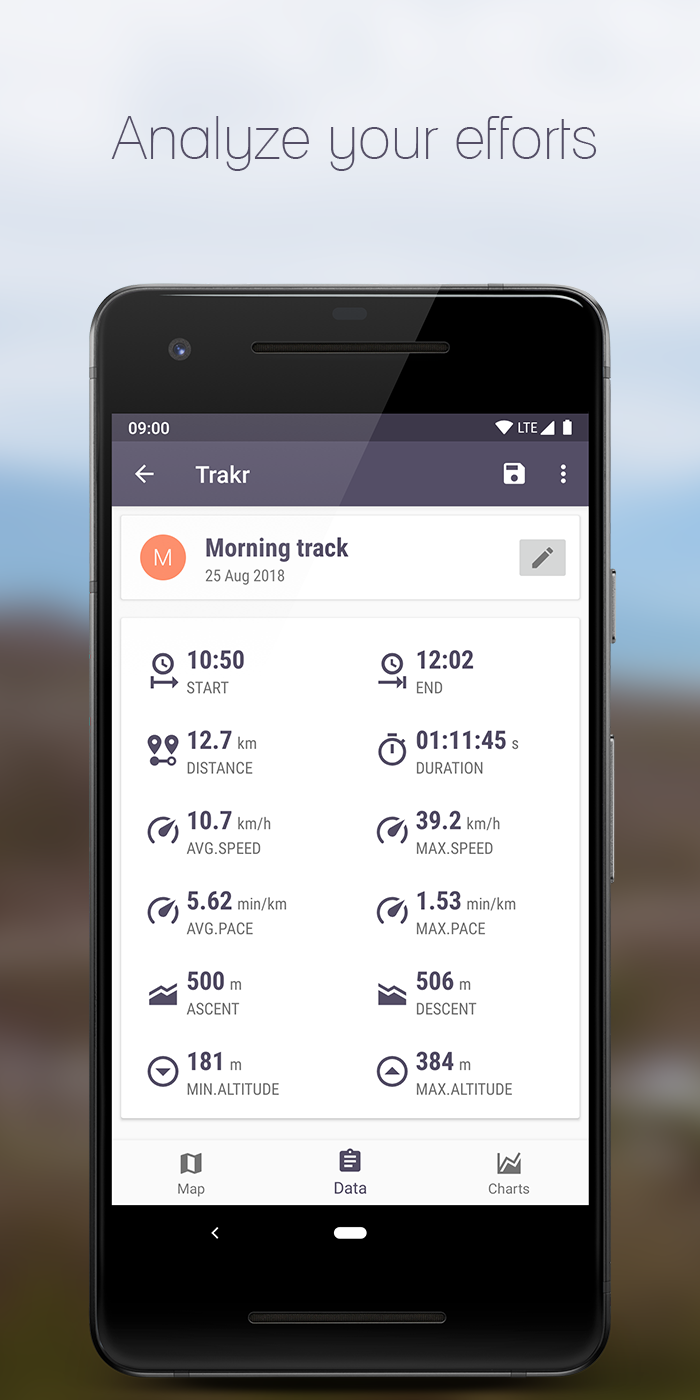 Analyze your efforts
09:00 LTE
Trakr
M
Morning track
25 Aug 2018
10:50 12:02
START END
12.7 km 01:11:45 s
DISTANCE DURATION
10.7 km/h 39.2 km/h
AVG.SPEED MAX.SPEED
5.62 min/km 1.53 min/km
AVG.PACE MAX.PACE
500 m 506 m
ASCENT DESCENT
181 m 384 m
MIN.ALTITUDE MAX.ALTITUDE
Map Data Charts